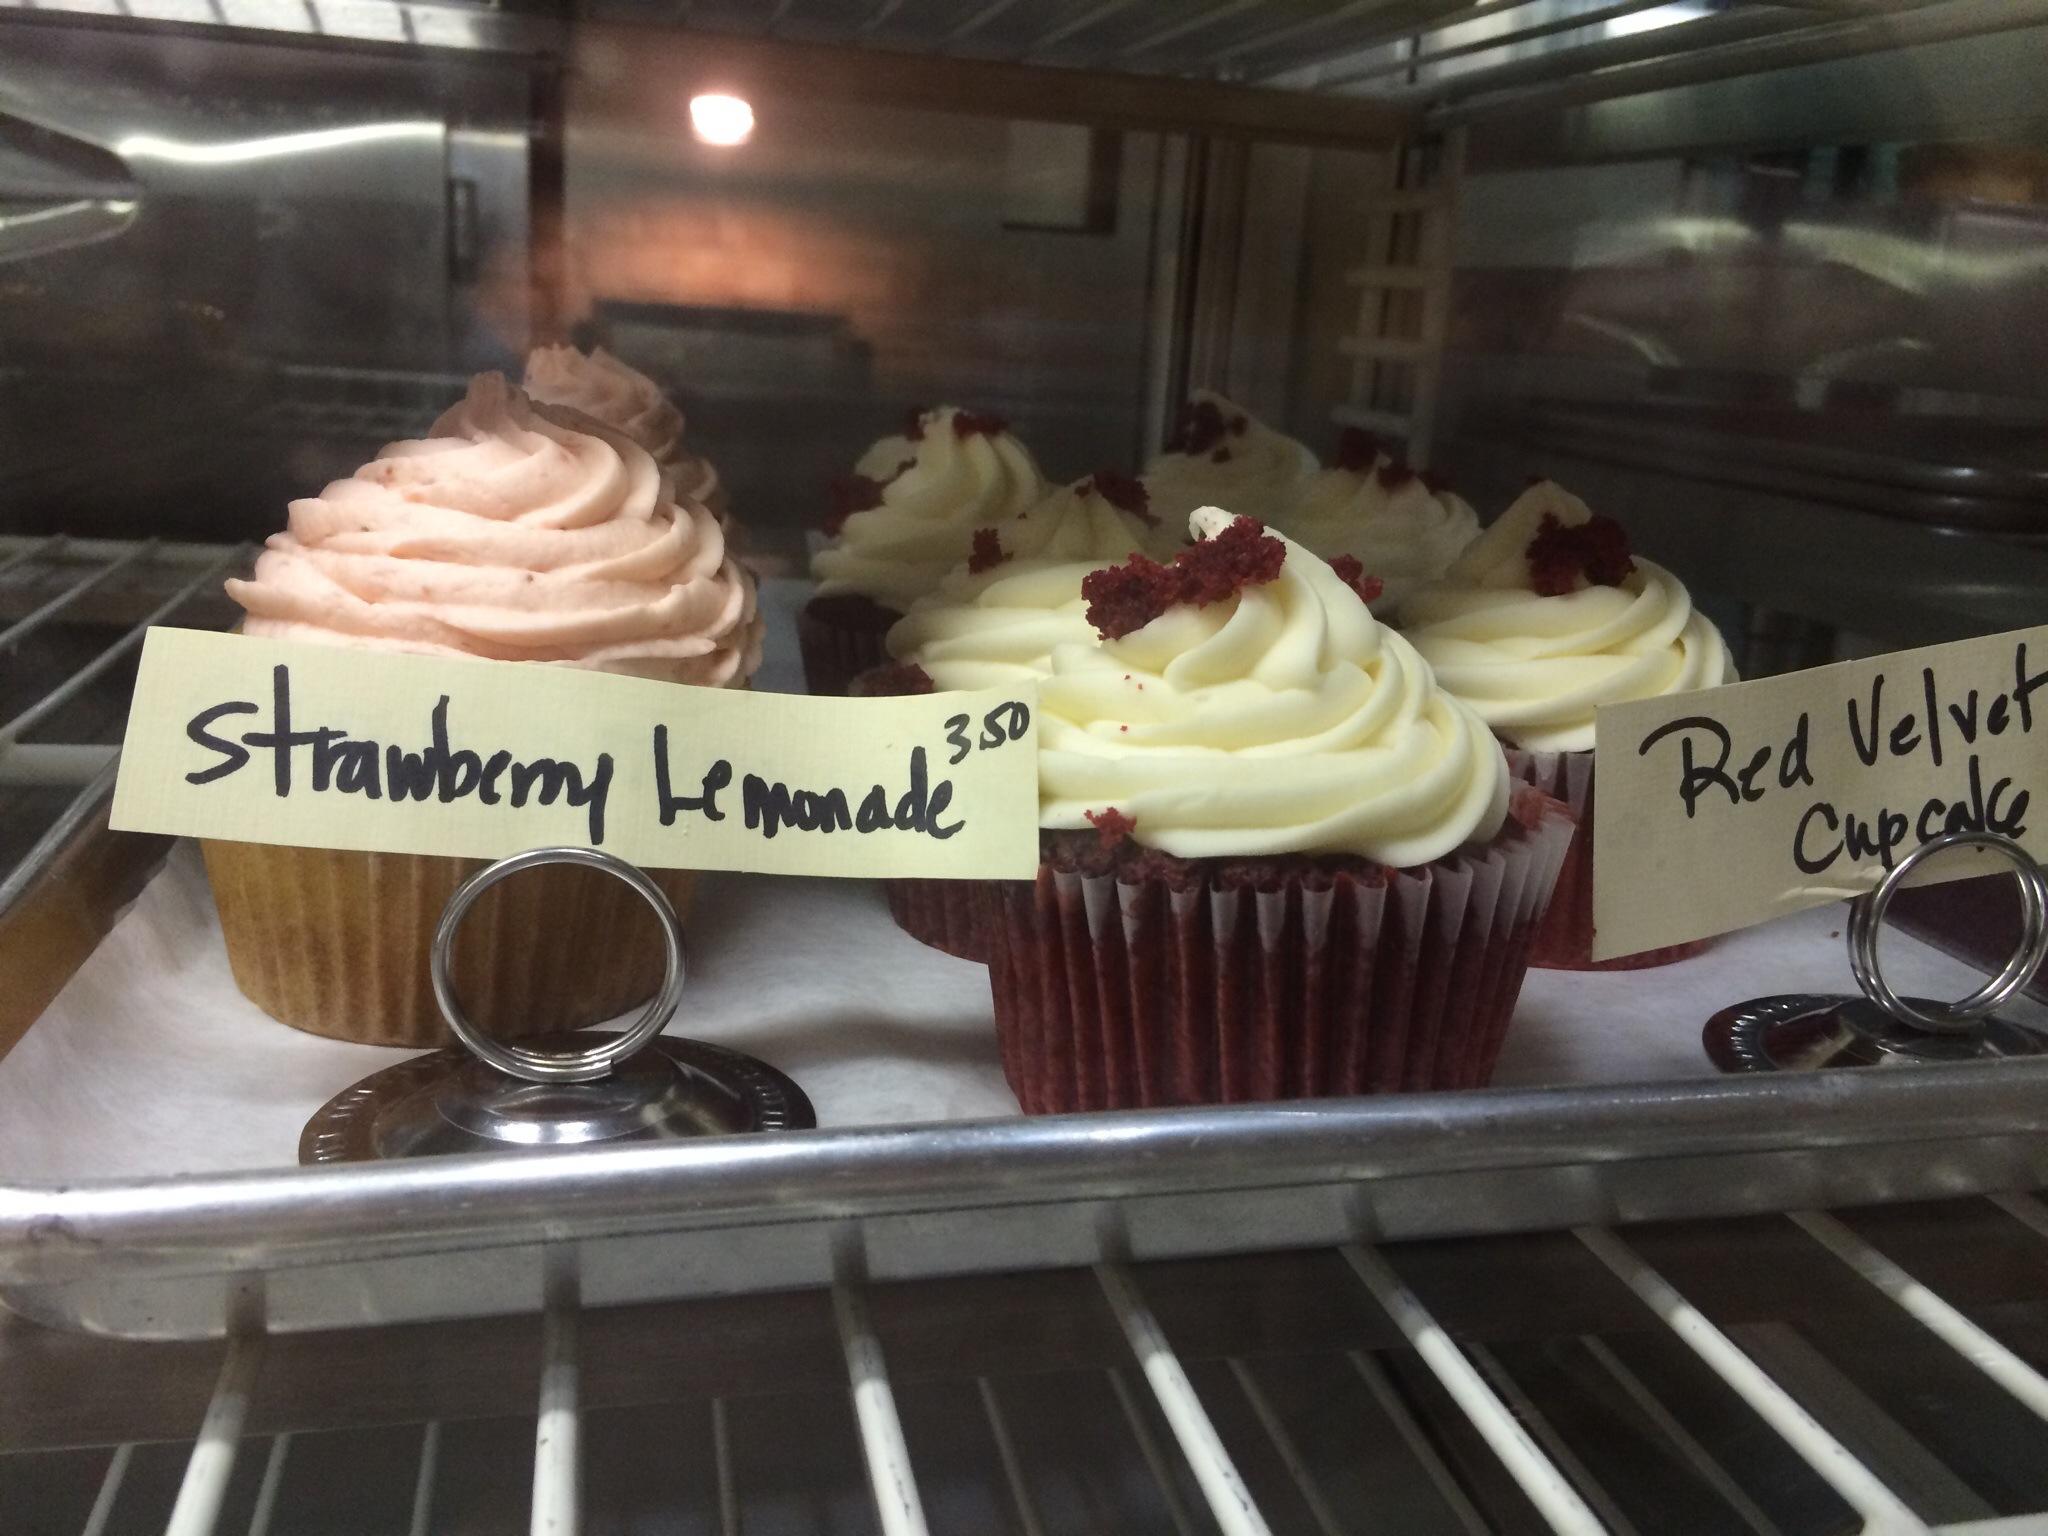 Strawberry Lemonade 3.50
Red Velvet
Cupcake